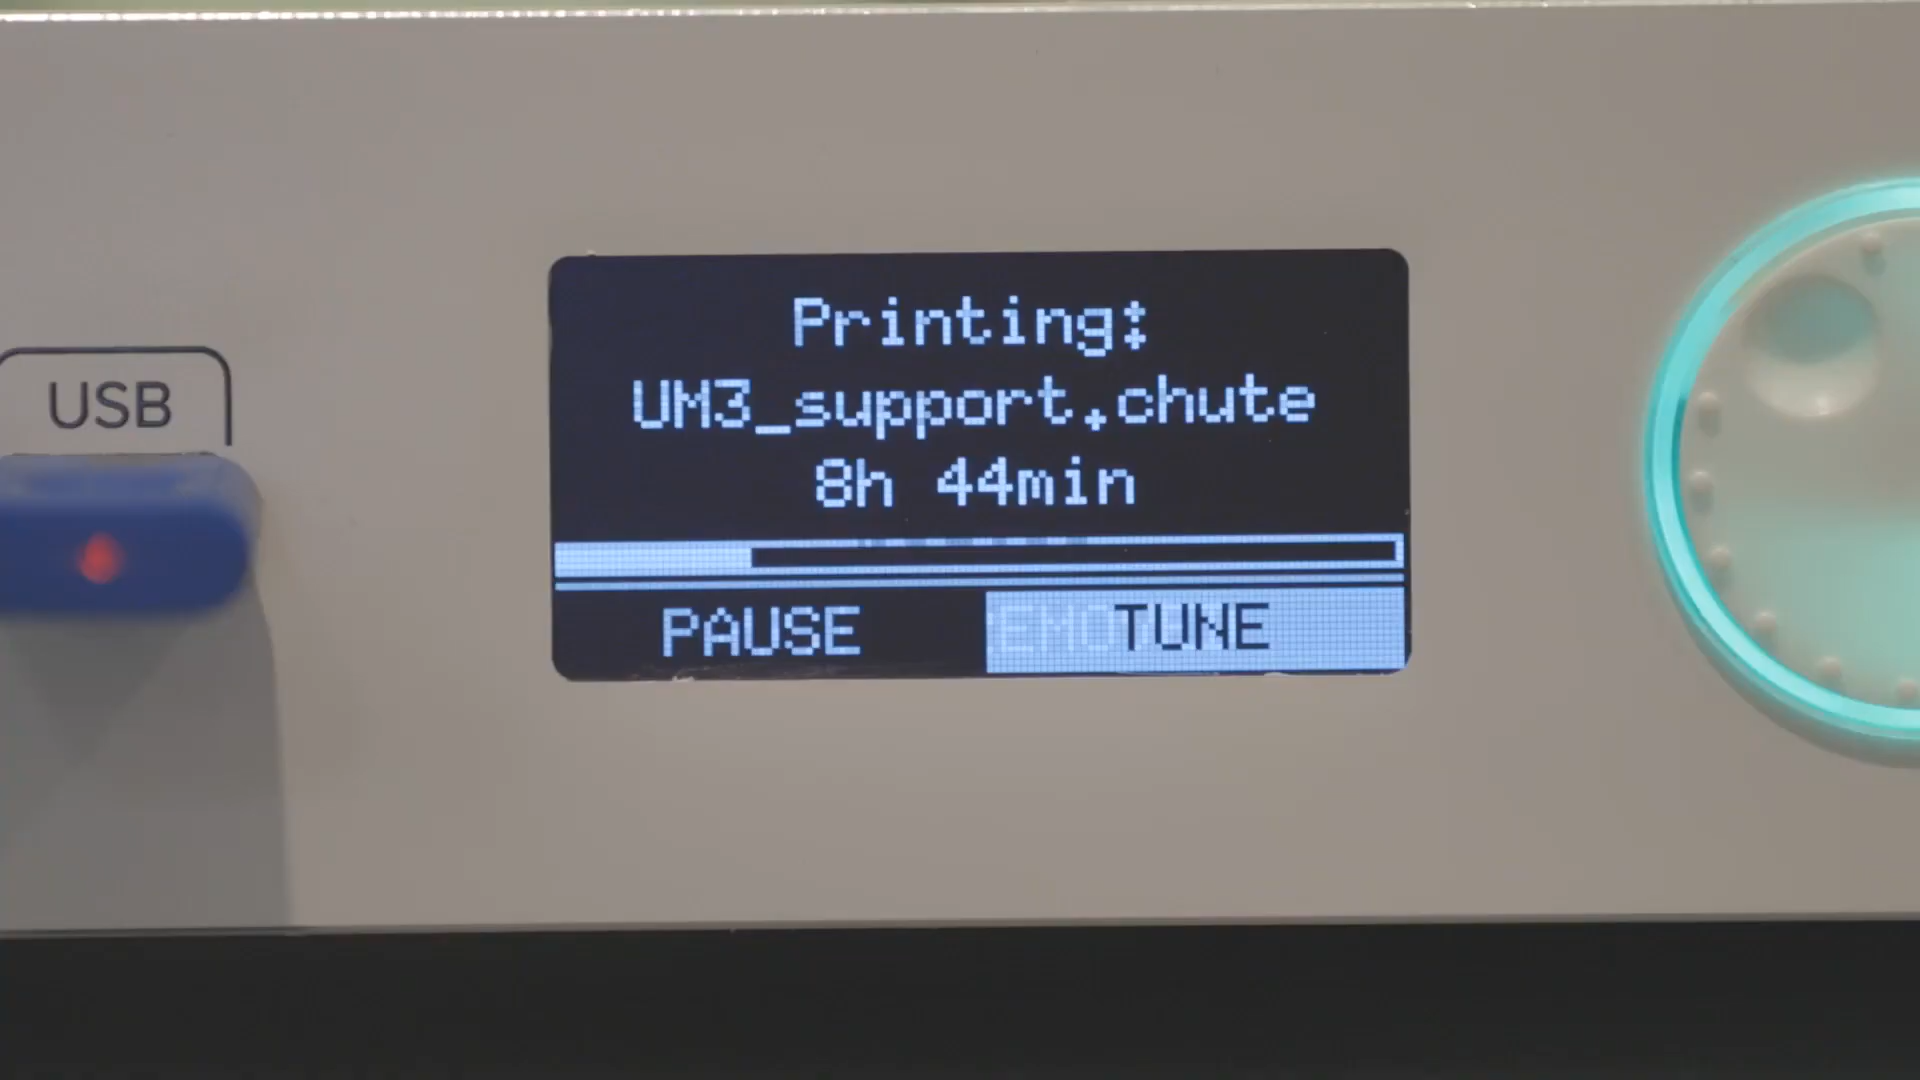 Printing:
UM3_support.chute
8h 44min
USB
PAUSE
TUNE